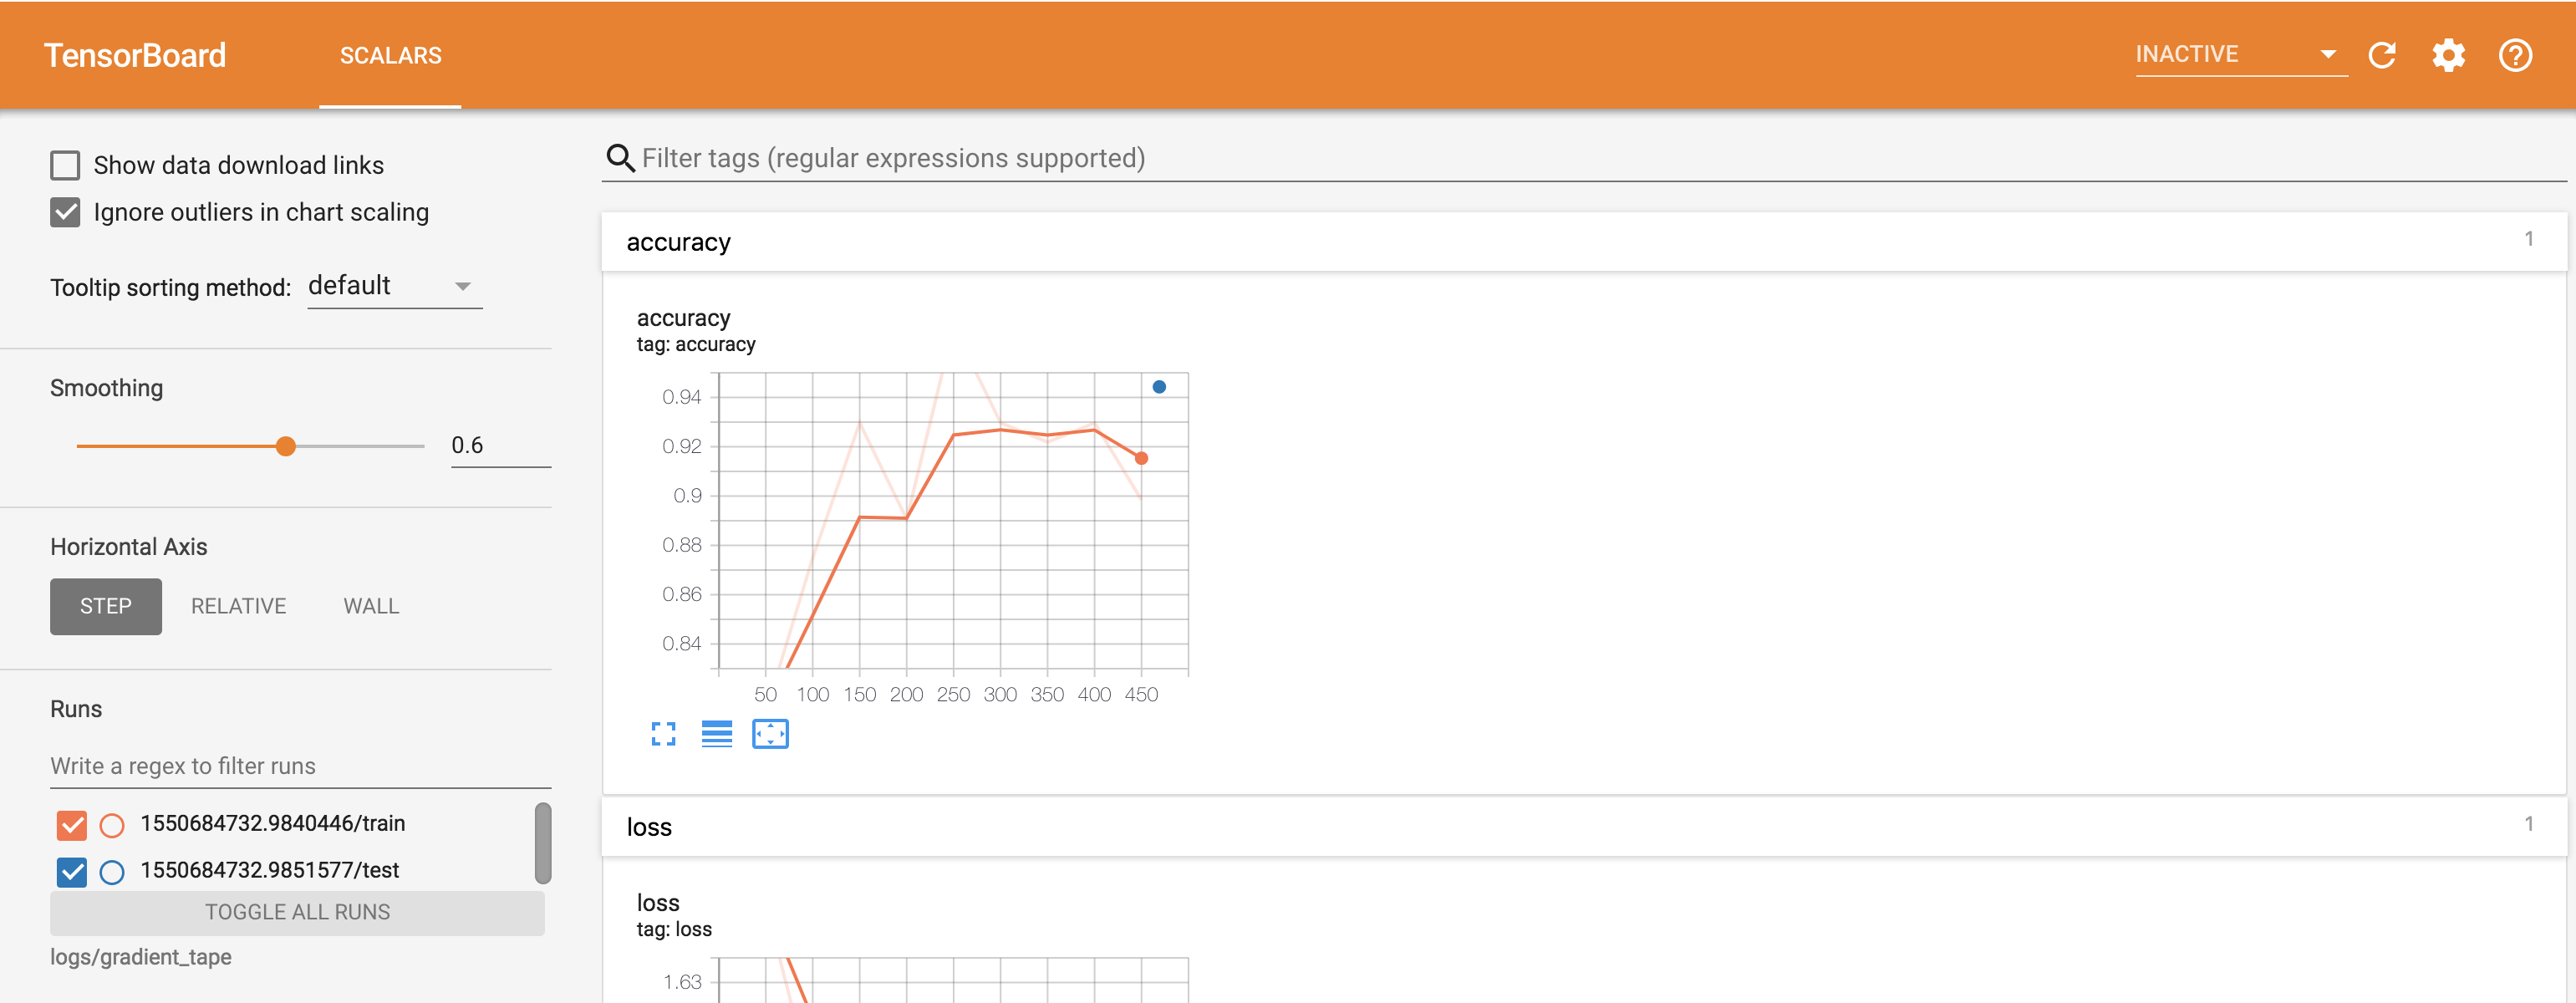 TensorBoard
SCALARS
INACTIVE
Show data download links
Ignore outliers in chart scaling
Tooltip sorting method: default
Smoothing
0.6
Horizontal Axis
STEP RELATIVE WALL
Runs
Write a regex to filter runs
1550684732.9840446/train
1550684732.9851577/test
TOGGLE ALL RUNS
logs/gradient_tape
Filter tags (regular expressions supported)
accuracy 1
accuracy
tag: accuracy
0.94
0.92
0.9
0.88
0.86
0.84
50 100 150 200 250 300 350 400 450
loss 1
loss
tag: loss
1.63